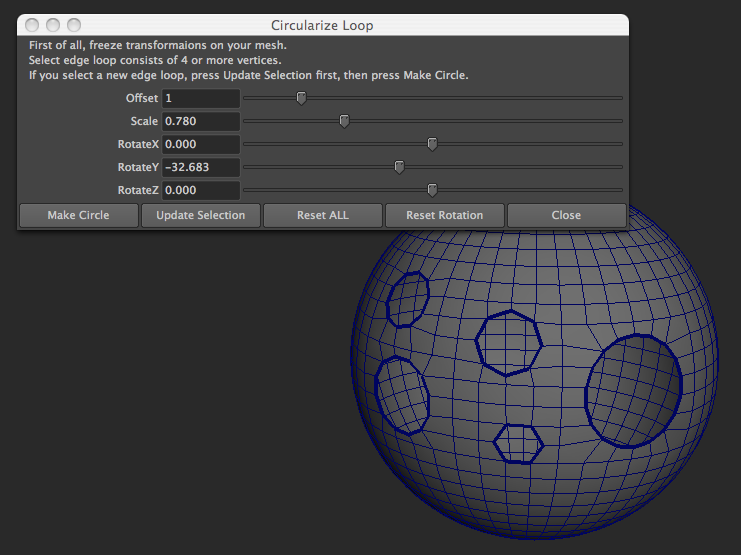 Circularize Loop
First of all, freeze transformaions on your mesh.
Select edge loop consists of 4 or more vertices.
If you select a new edge loop, press Update Selection first, then press Make Circle.
Offset 1
Scale 0.780
RotateX 0.000
RotateY -32.683
RotateZ 0.000
Make Circle Update Selection Reset ALL Reset Rotation Close